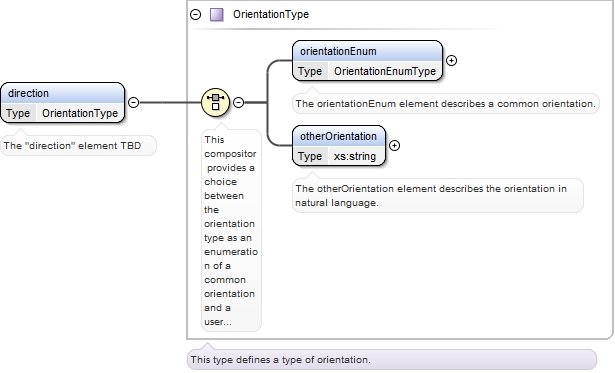 OrientationType
orientationEnum
Type OrientationEnumType
The orientationEnum element describes a common orientation.
direction
Type OrientationType
The "direction" element TBD
otherOrientation
Type xs:string
The otherOrientation element describes the orientation in
natural language.
This
compositor
provides a
choice
between
the
orientation
type as an
enumeratio
n of a
common
orientation
and a
user...
This type defines a type of orientation.